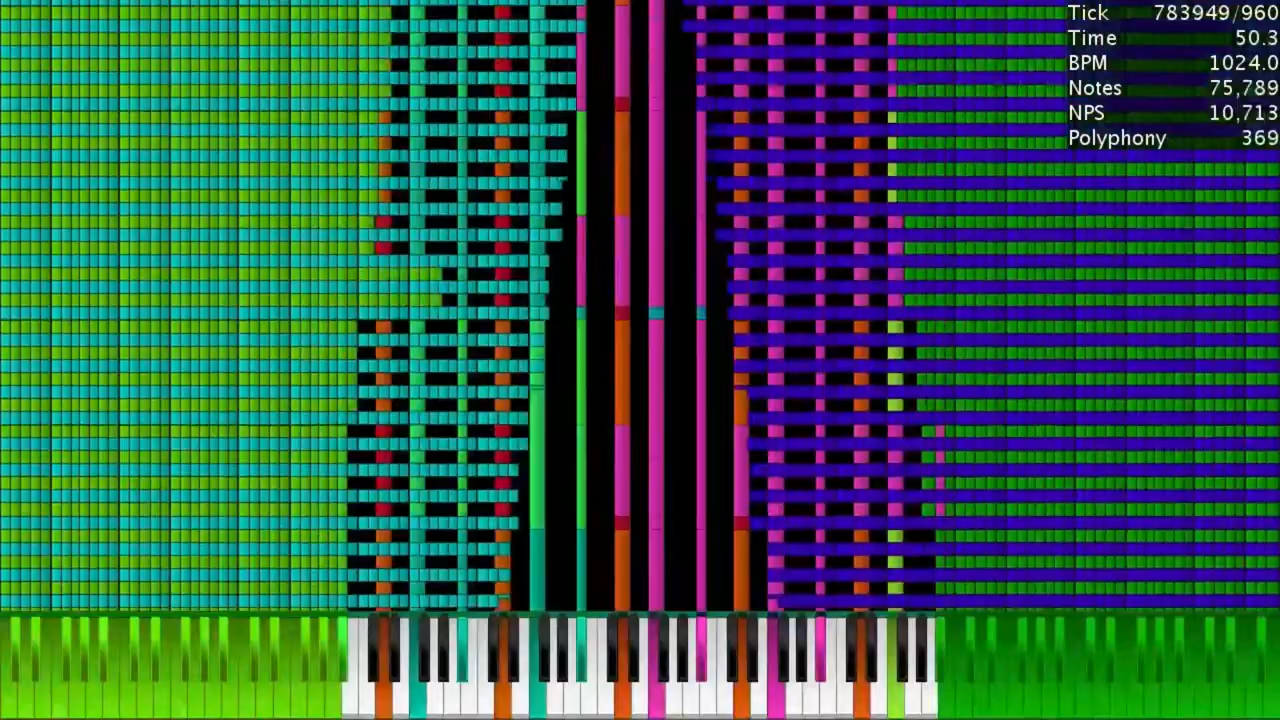 Tick 783949/960
Time 50.3
BPM 1024.0
Notes 75,789
NPS 10,713
Polyphony 369